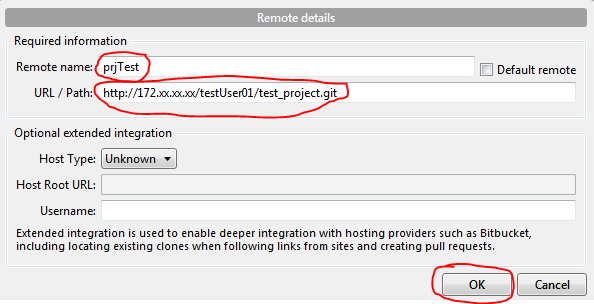 Remote details
Required information
Remote name: prjTest
Default remote
URL / Path: http://172.xx.xx.xx/testUser01/test_project.git
Optional extended integration
Host Type: Unknown
Host Root URL:
Username:
Extended integration is used to enable deeper integration with hosting providers such as Bitbucket,
including locating existing clones when following links from sites and creating pull requests.
OK Cancel